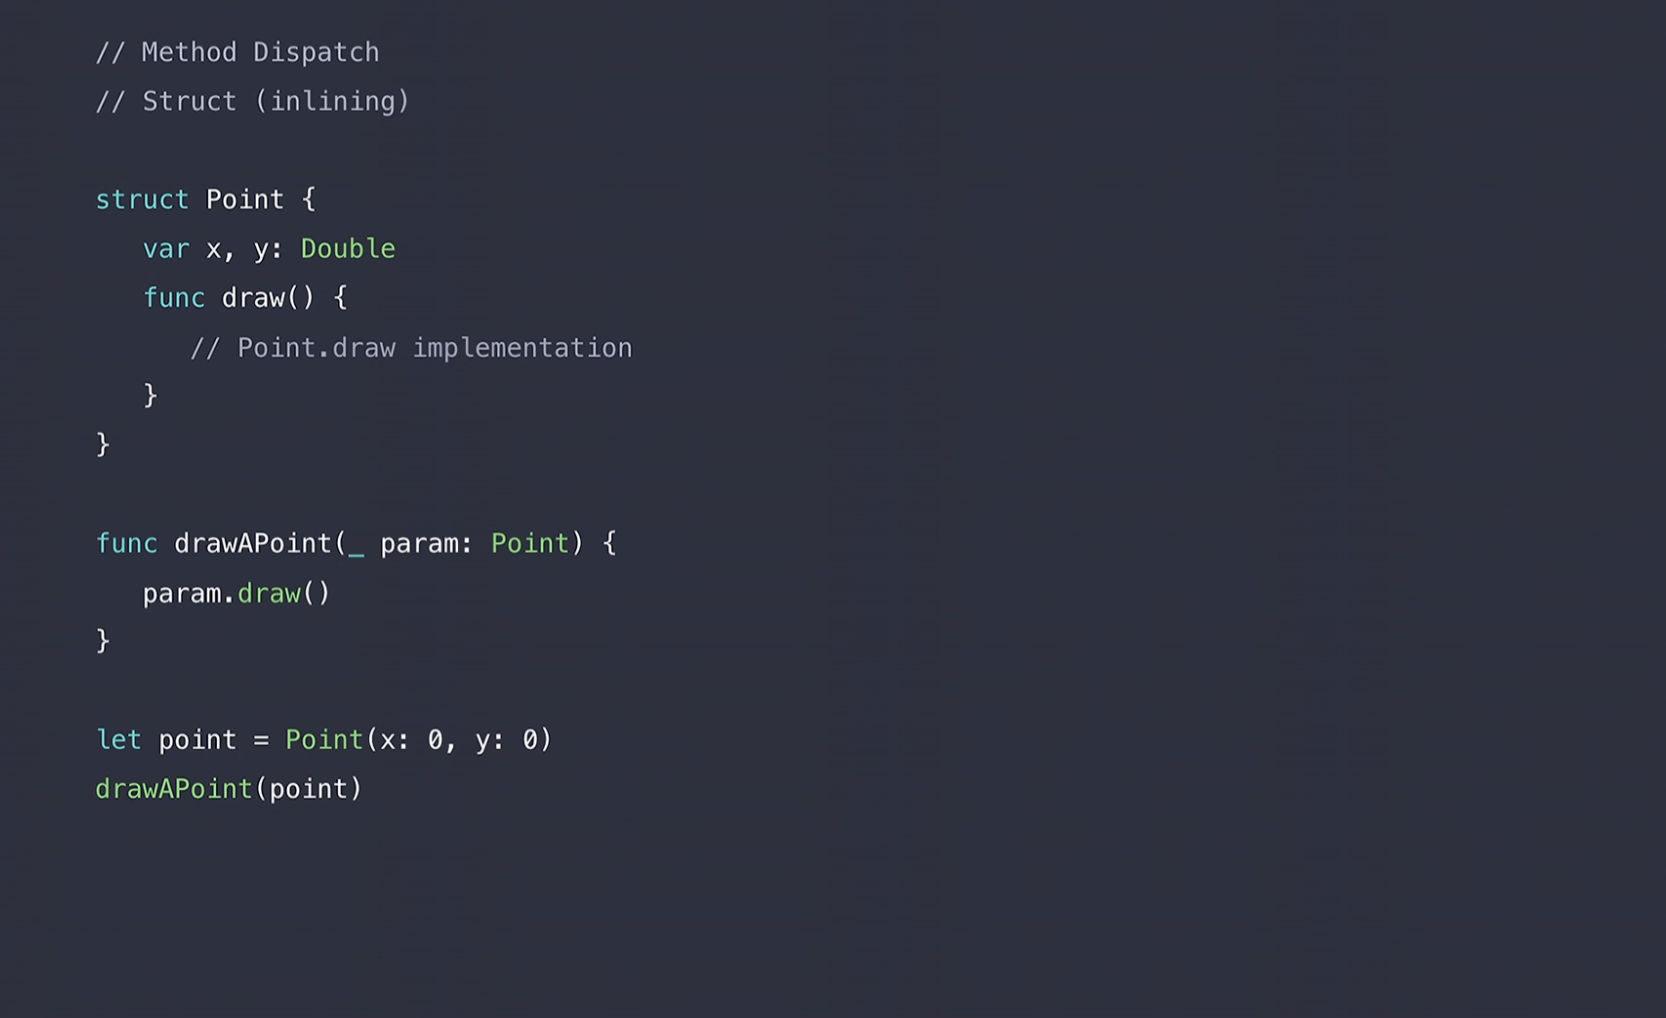 // Method Dispatch
// Struct (inlining)
struct Point {
   var x, y: Double
   func draw() {
      // Point.draw implementation
   }
}
func drawAPoint(_ param: Point) {
   param.draw()
}
let point = Point(x: 0, y: 0)
drawAPoint(point)